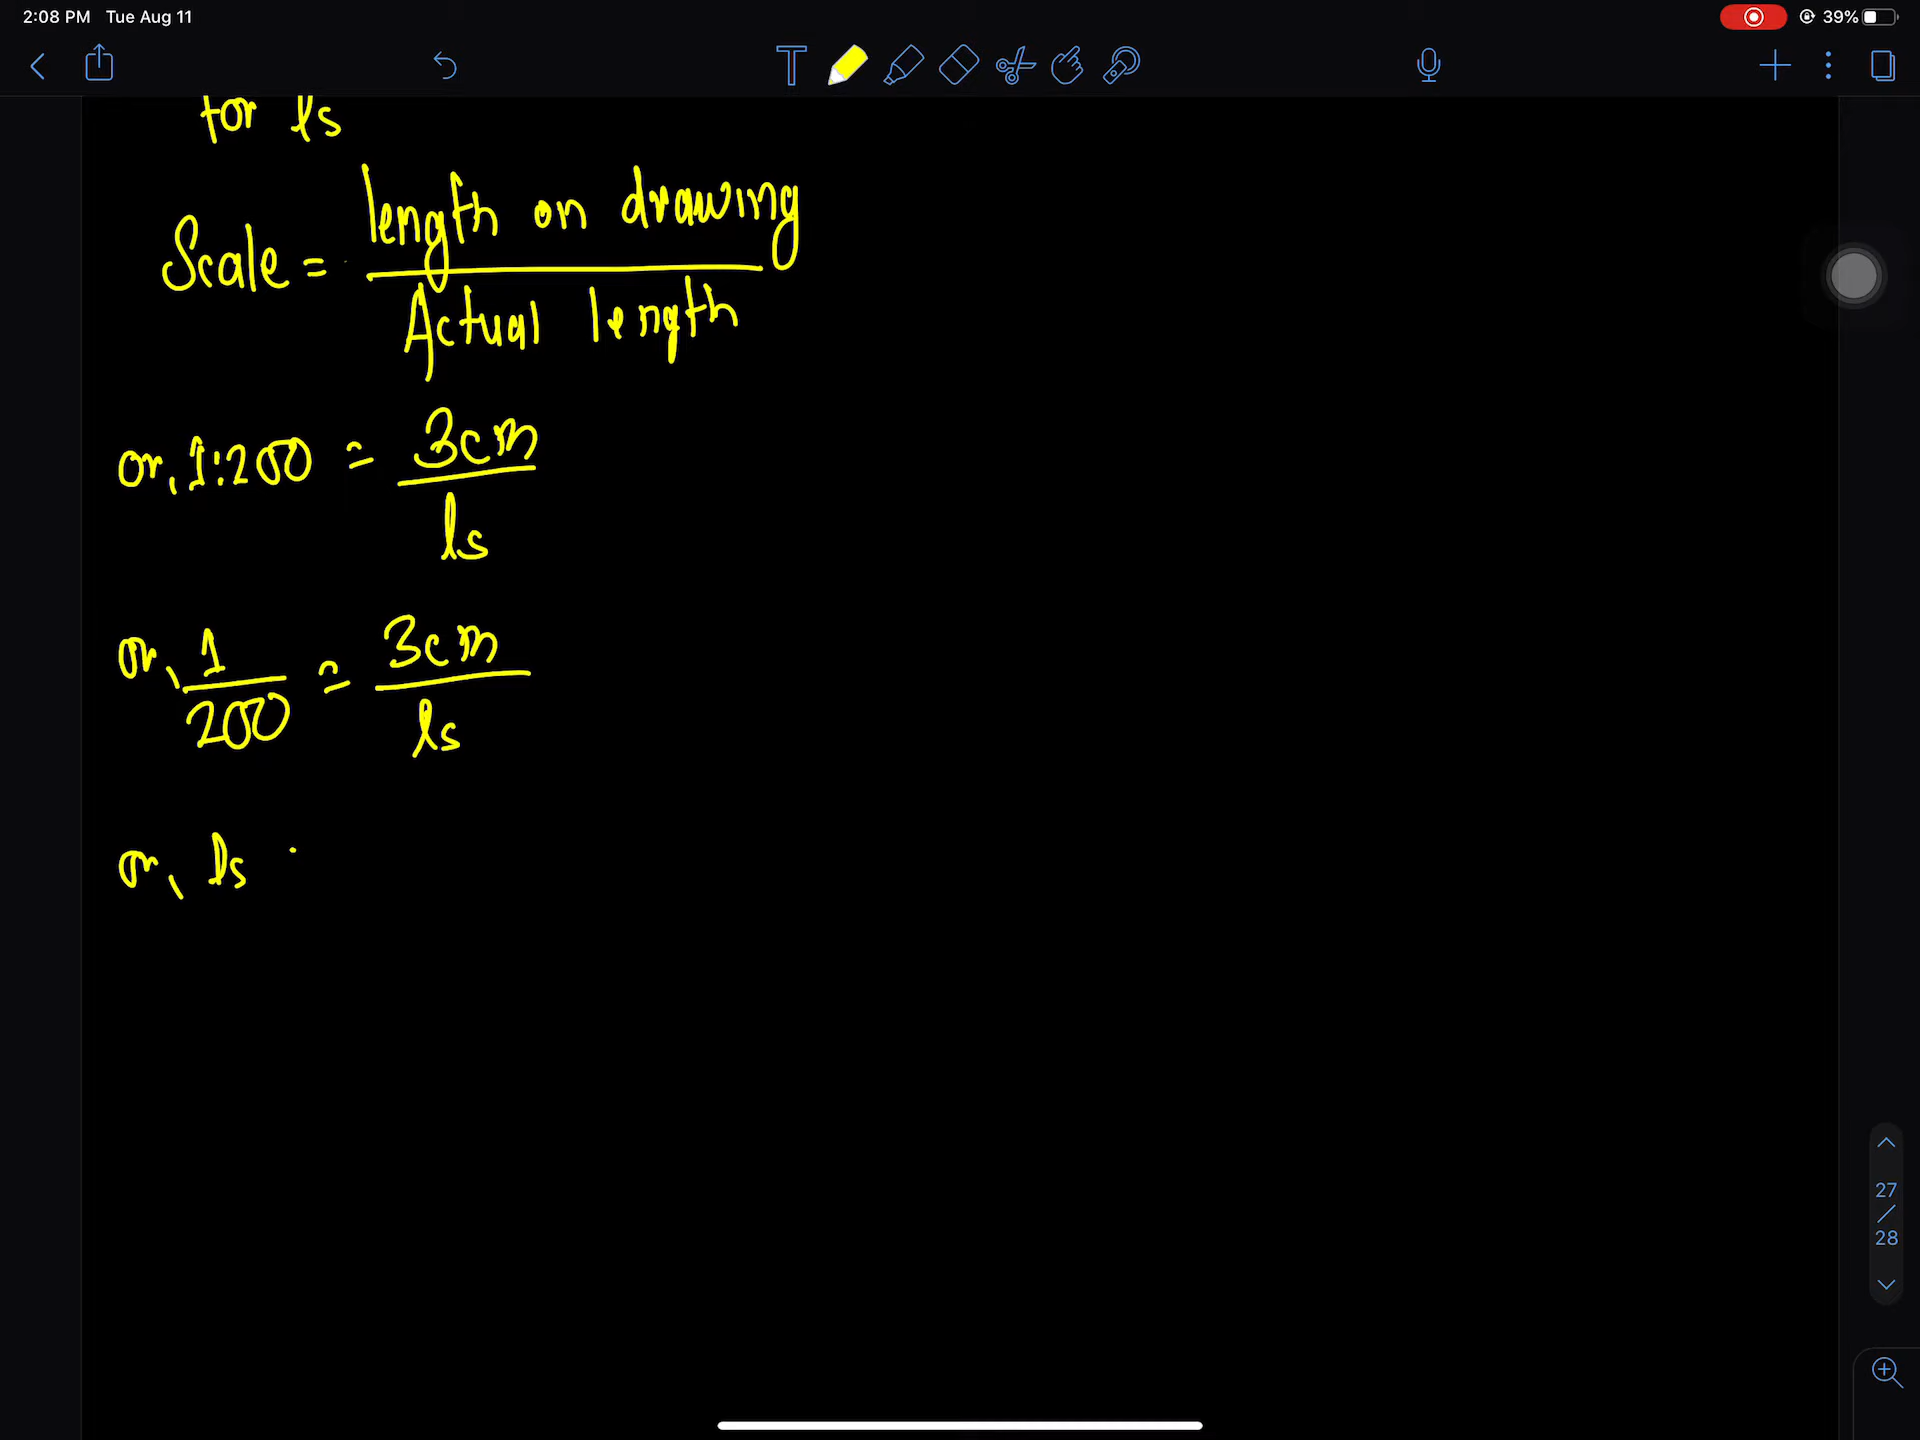 2:08 PM Tue Aug 11
39%
T
for ls
Scale = length on drawing / Actual length
or, 1:200 = 3cm / ls
or, 1 / 200 = 3cm / ls
or, ls
27
/
28